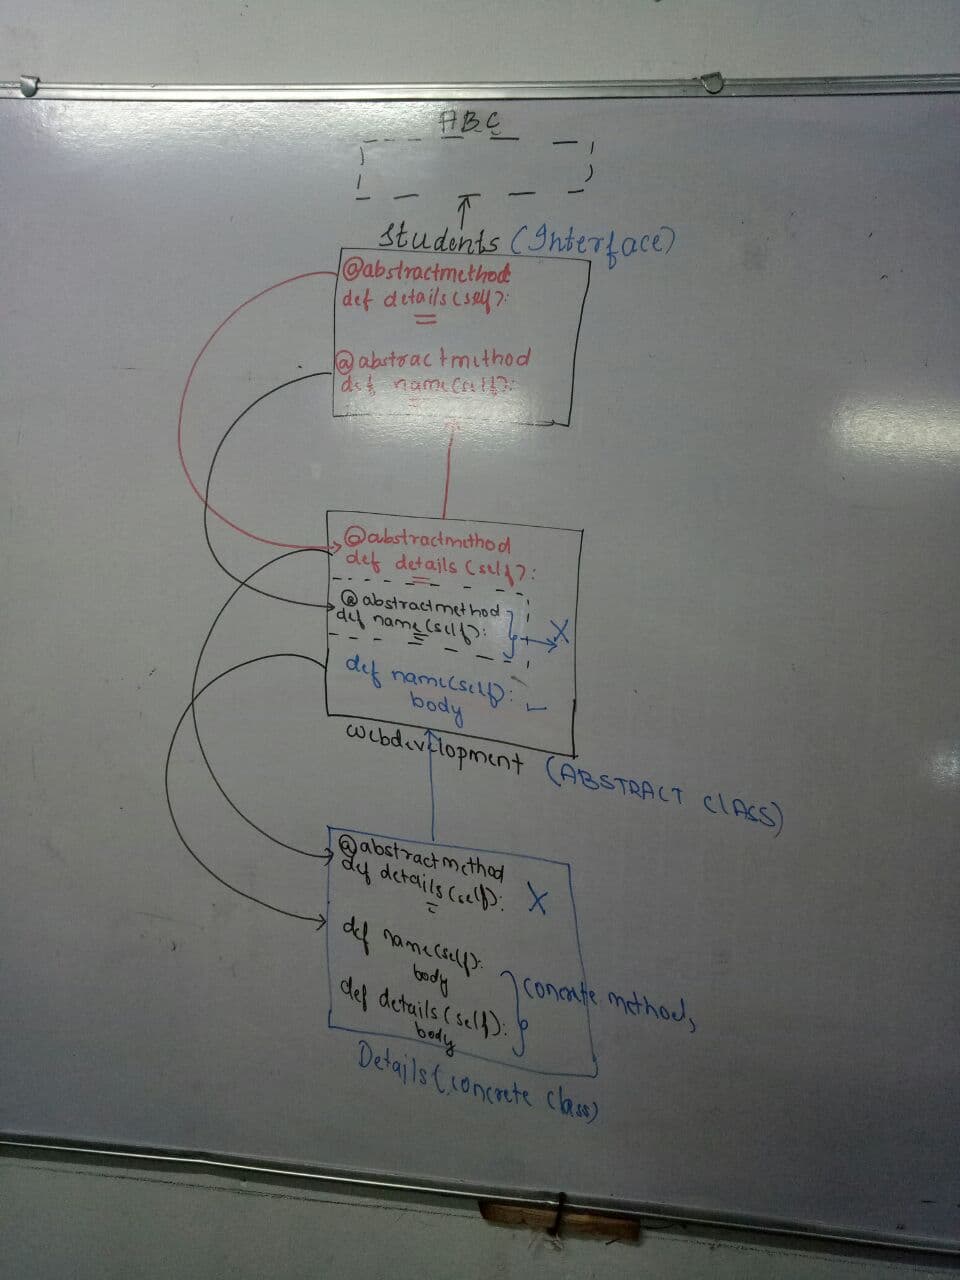 ABC
Students (Interface)
@abstractmethod
def details(self):
@abstractmethod
def name(self):
@abstractmethod
def details(self):
@abstractmethod
def name(self):
X
def name(self):
body
Webdevelopment (ABSTRACT ClASS)
@abstractmethod
def details(self):
X
def name(self):
body
def details(self):
body
Details(concrete class)